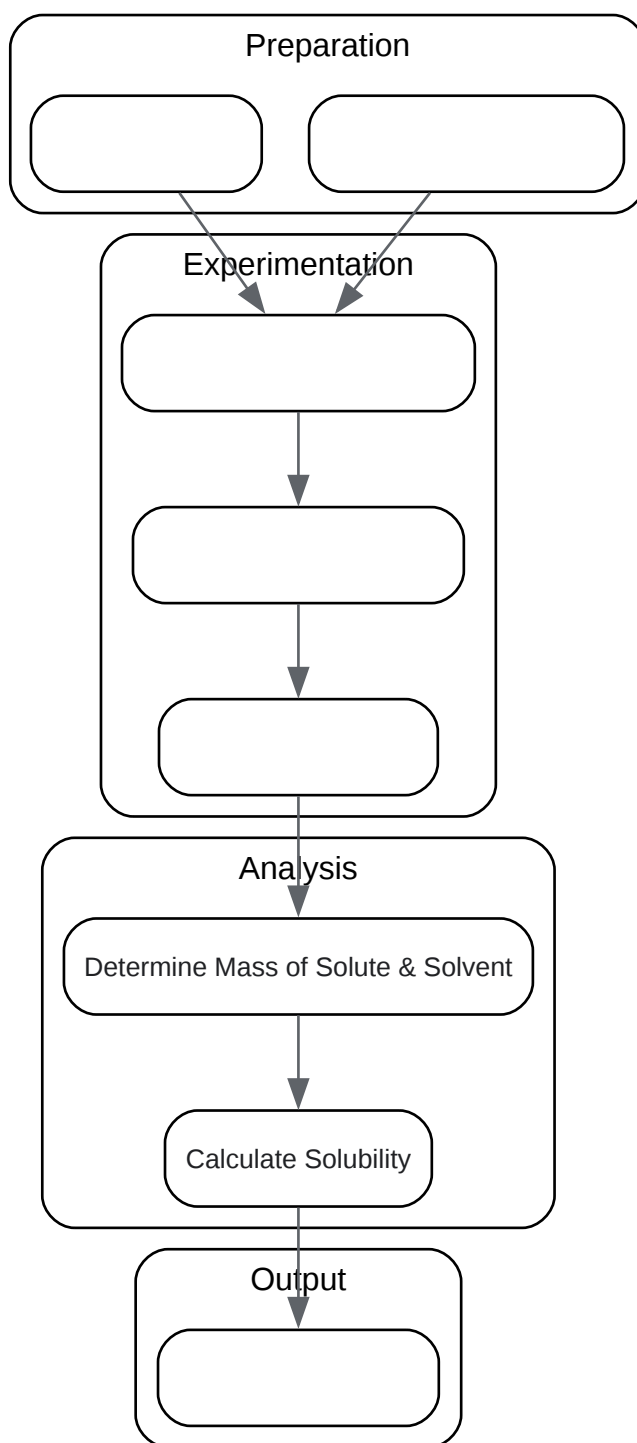 Preparation
Experimentation
Analysis
Determine Mass of Solute & Solvent
Calculate Solubility
Output